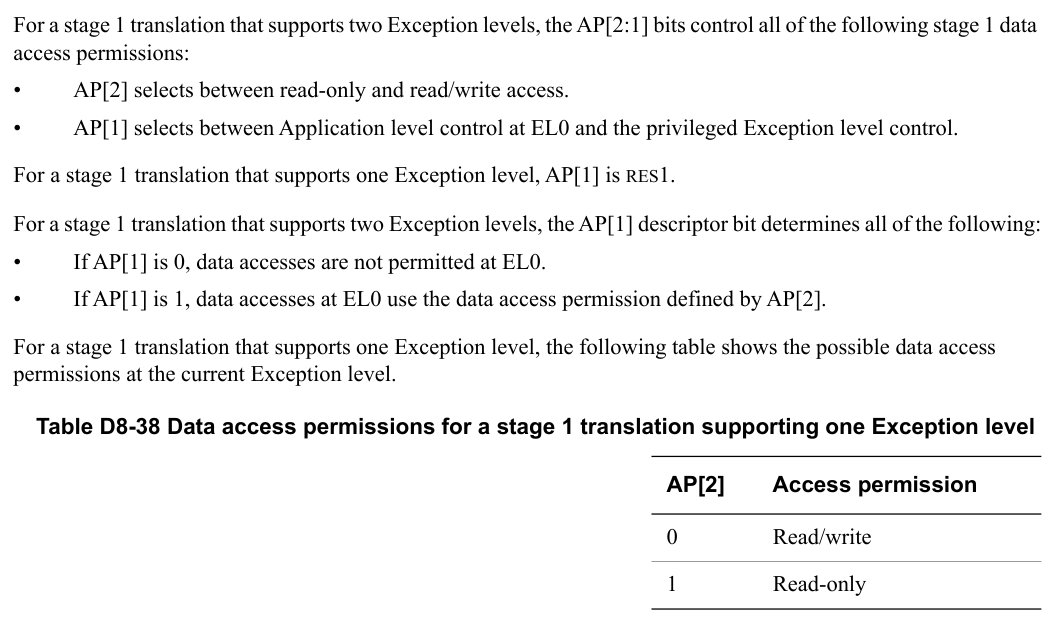 For a stage 1 translation that supports two Exception levels, the AP[2:1] bits control all of the following stage 1 data
access permissions:
• AP[2] selects between read-only and read/write access.
• AP[1] selects between Application level control at EL0 and the privileged Exception level control.
For a stage 1 translation that supports one Exception level, AP[1] is RES1.
For a stage 1 translation that supports two Exception levels, the AP[1] descriptor bit determines all of the following:
• If AP[1] is 0, data accesses are not permitted at EL0.
• If AP[1] is 1, data accesses at EL0 use the data access permission defined by AP[2].
For a stage 1 translation that supports one Exception level, the following table shows the possible data access
permissions at the current Exception level.
Table D8-38 Data access permissions for a stage 1 translation supporting one Exception level
AP[2] Access permission
0 Read/write
1 Read-only